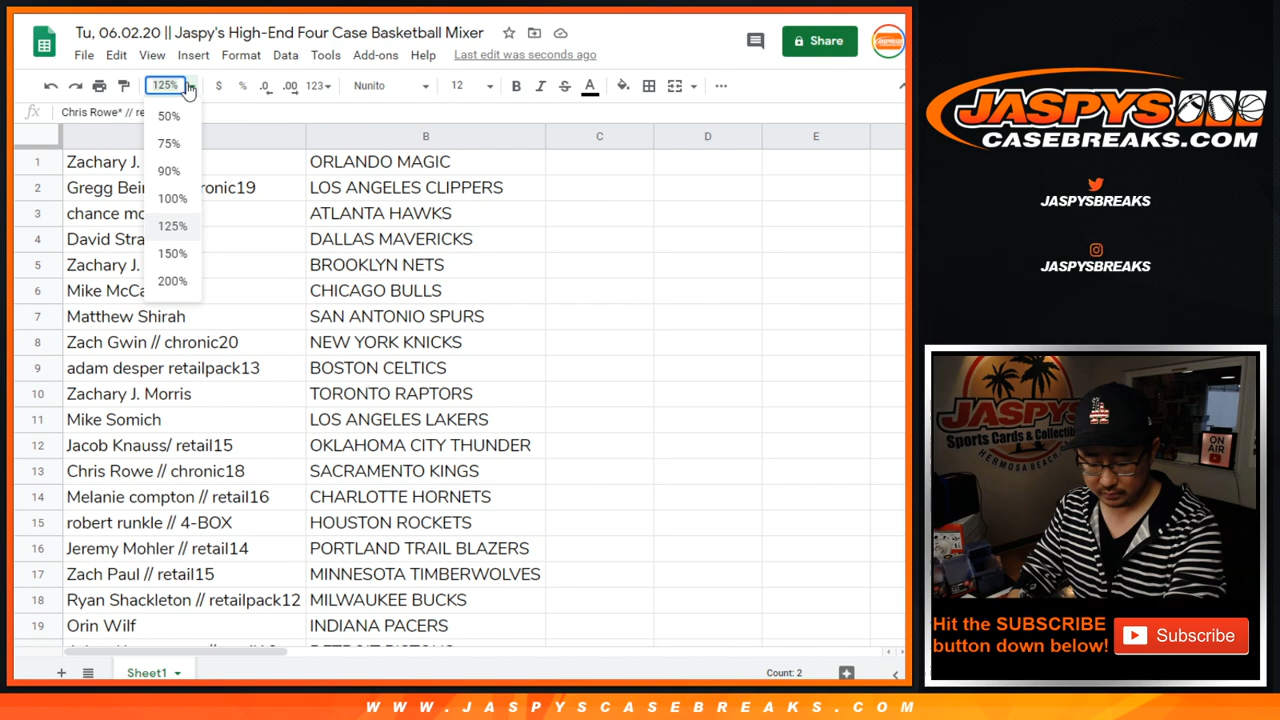 Tu, 06.02.20 || Jaspy's High-End Four Case Basketball Mixer
File Edit View Insert Format Data Tools Add-ons Help Last edit was seconds ago
Share
125% $ % .0 .00 123 Nunito 12 B I S A
fx Chris Rowe* // re
50%
75%
90%
100%
125%
150%
200%
B C D E
1 Zachary J. ORLANDO MAGIC
2 Gregg Bei ronic19 LOS ANGELES CLIPPERS
3 chance mo ATLANTA HAWKS
4 David Stra DALLAS MAVERICKS
5 Zachary J. BROOKLYN NETS
6 Mike McCa CHICAGO BULLS
7 Matthew Shirah SAN ANTONIO SPURS
8 Zach Gwin // chronic20 NEW YORK KNICKS
9 adam desper retailpack13 BOSTON CELTICS
10 Zachary J. Morris TORONTO RAPTORS
11 Mike Somich LOS ANGELES LAKERS
12 Jacob Knauss/ retail15 OKLAHOMA CITY THUNDER
13 Chris Rowe // chronic18 SACRAMENTO KINGS
14 Melanie compton // retail16 CHARLOTTE HORNETS
15 robert runkle // 4-BOX HOUSTON ROCKETS
16 Jeremy Mohler // retail14 PORTLAND TRAIL BLAZERS
17 Zach Paul // retail15 MINNESOTA TIMBERWOLVES
18 Ryan Shackleton // retailpack12 MILWAUKEE BUCKS
19 Orin Wilf INDIANA PACERS
Sheet1
Count: 2
JASPYS
CASEBREAKS.COM
JASPYSBREAKS
JASPYSBREAKS
JASPYS
Sports Cards & Collectib
HERMOSA BEACH
ON AIR
Hit the SUBSCRIBE
button down below!
Subscribe
WWW.JASPYSCASEBREAKS.COM